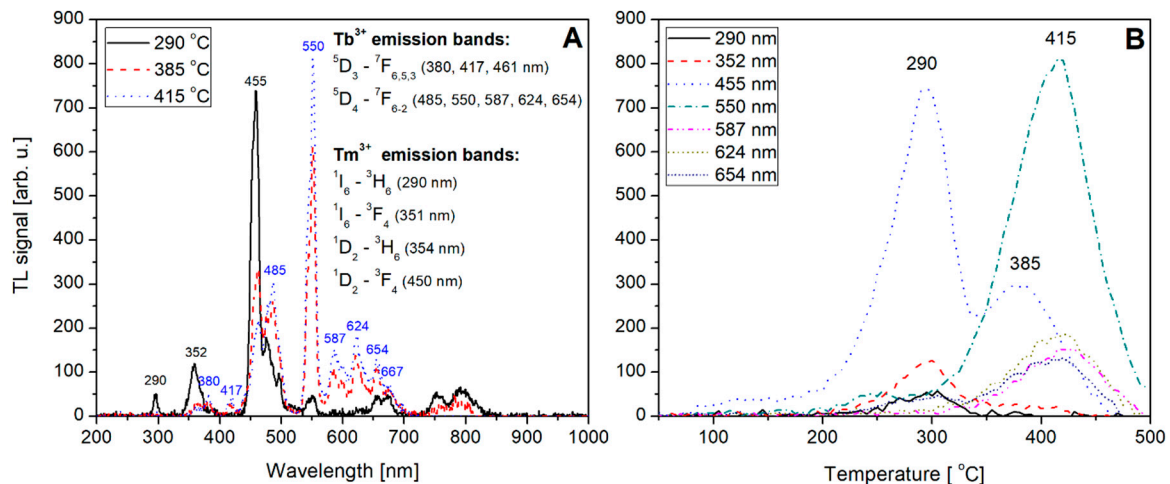 A
290 °C
385 °C
415 °C
Tb3+ emission bands:
5D3 - 7F6,5,3 (380, 417, 461 nm)
5D4 - 7F6-2 (485, 550, 587, 624, 654)
Tm3+ emission bands:
1I6 - 3H6 (290 nm)
1I6 - 3F4 (351 nm)
1D2 - 3H6 (354 nm)
1D2 - 3F4 (450 nm)
290
352
380
417
455
485
550
587
624
654
667
TL signal [arb. u.]
900
800
700
600
500
400
300
200
100
0
200 300 400 500 600 700 800 900 1000
Wavelength [nm]
B
290 nm
352 nm
455 nm
550 nm
587 nm
624 nm
654 nm
290
385
415
900
800
700
600
500
400
300
200
100
0
100 200 300 400 500
Temperature [ °C]